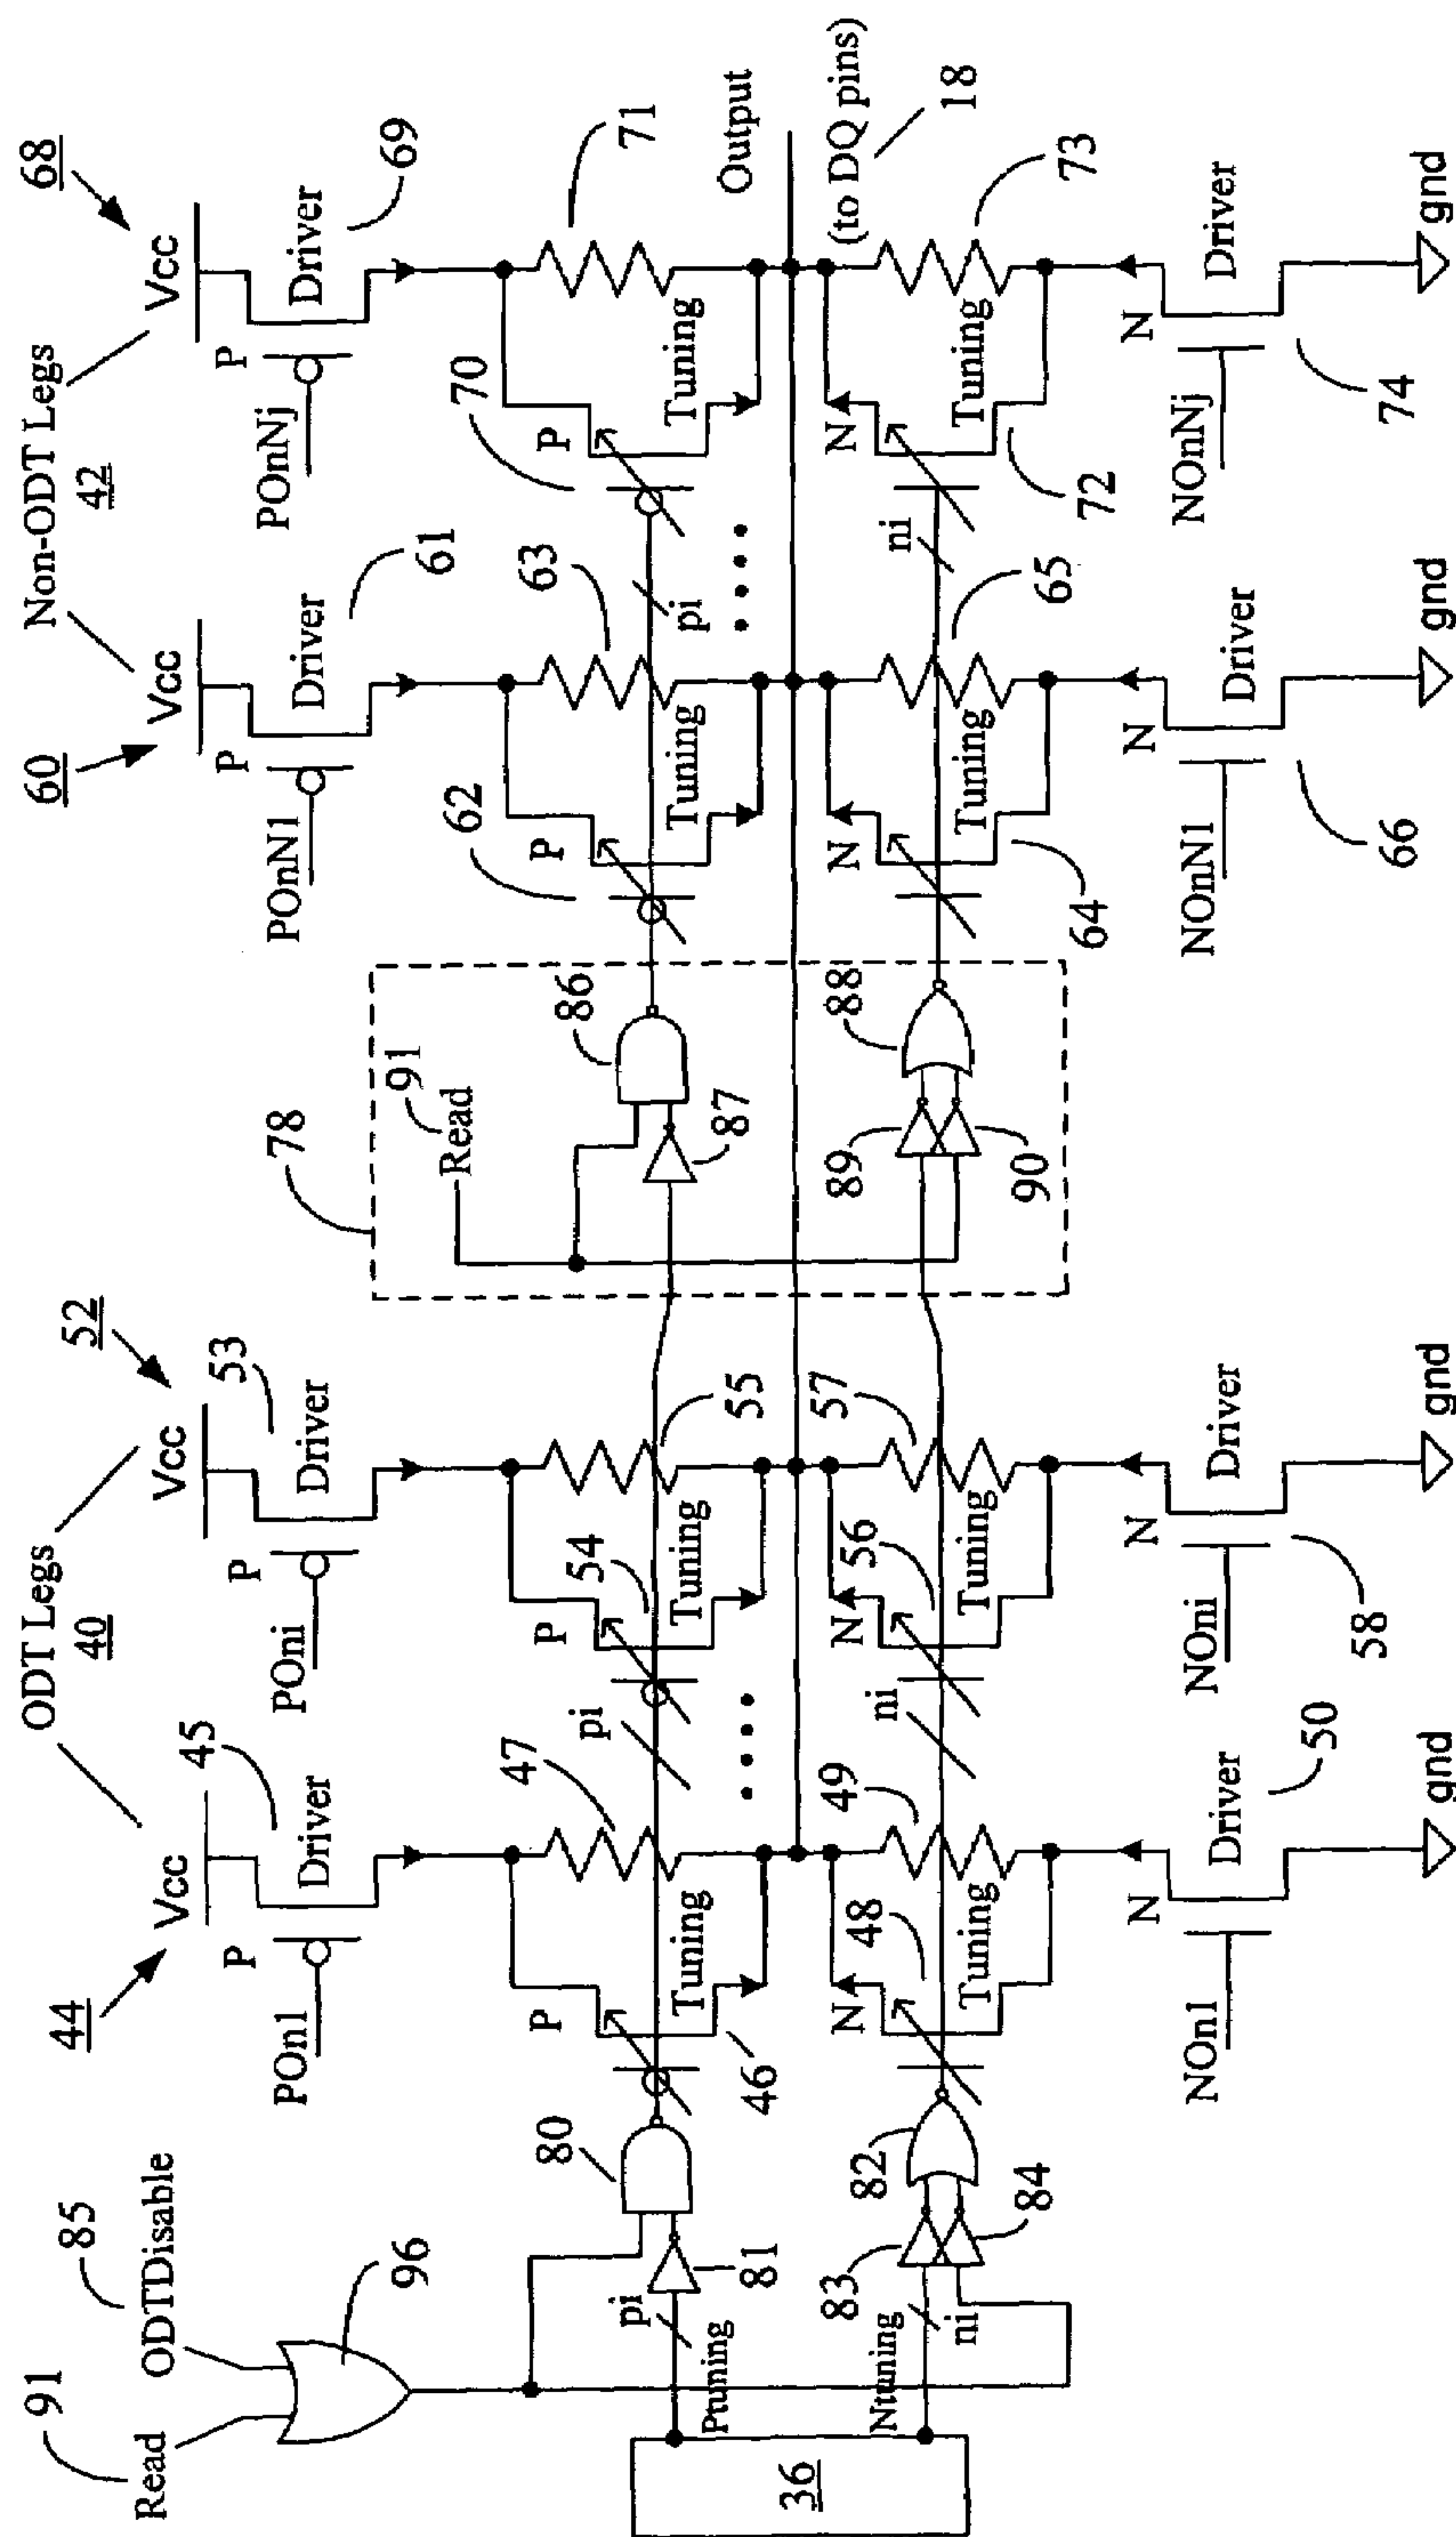 91
Read
85
ODTDisable
96
36
Ptuning
pi
81
80
Ntuning
ni
83
84
82
ODT Legs
40
44
Vcc
P
POn1
Driver
45
P
46
Tuning
47
N
48
Tuning
49
N
NOn1
Driver
50
gnd
52
Vcc
P
POni
Driver
53
pi
P
54
Tuning
55
ni
N
56
Tuning
57
N
NOni
Driver
58
gnd
78
91
Read
87
86
89
90
88
Non-ODT Legs
42
60
Vcc
P
POnN1
Driver
61
62
P
Tuning
63
N
64
Tuning
65
N
NOnN1
Driver
66
gnd
68
Vcc
P
POnNj
Driver
69
pi
70
P
Tuning
71
ni
N
72
Tuning
73
N
NOnNj
Driver
74
gnd
Output
(to DQ pins)
18